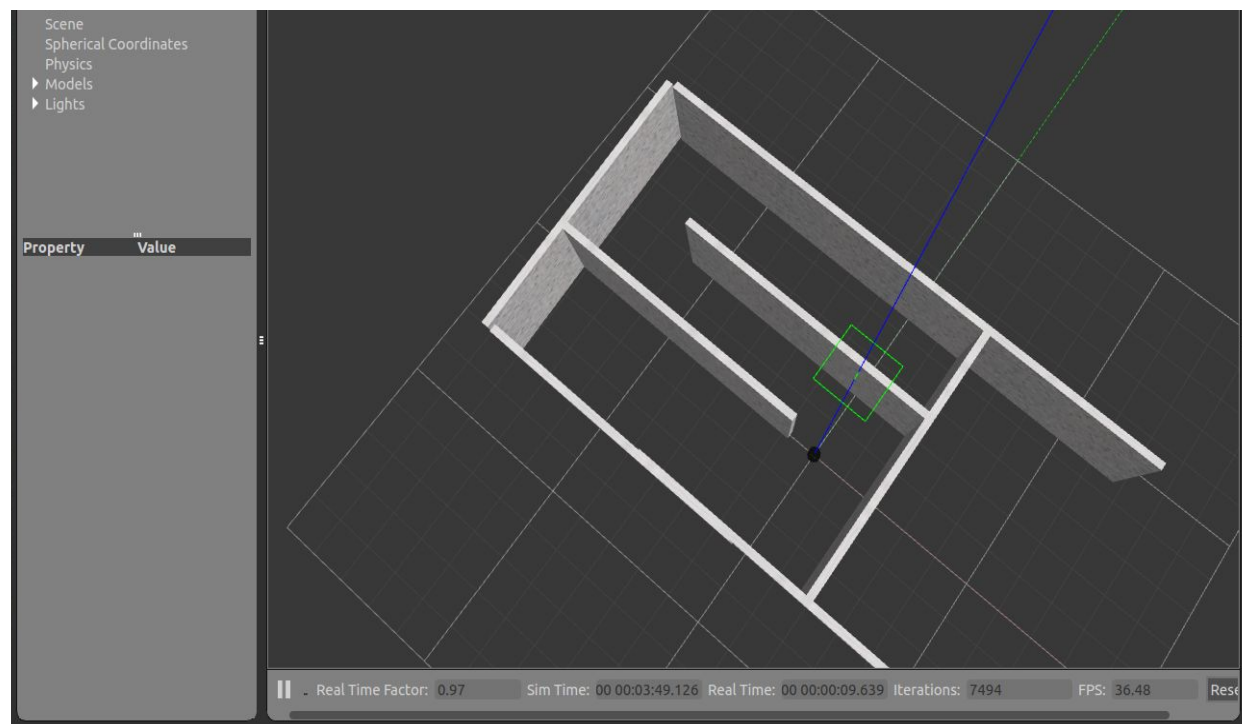 Scene
Spherical Coordinates
Physics
Models
Lights
Property Value
Real Time Factor: 0.97 Sim Time: 00 00:03:49.126 Real Time: 00 00:00:09.639 Iterations: 7494 FPS: 36.48 Rese